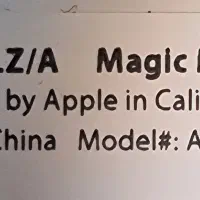 .Z/A Magic
by Apple in Cali
China Model#: A